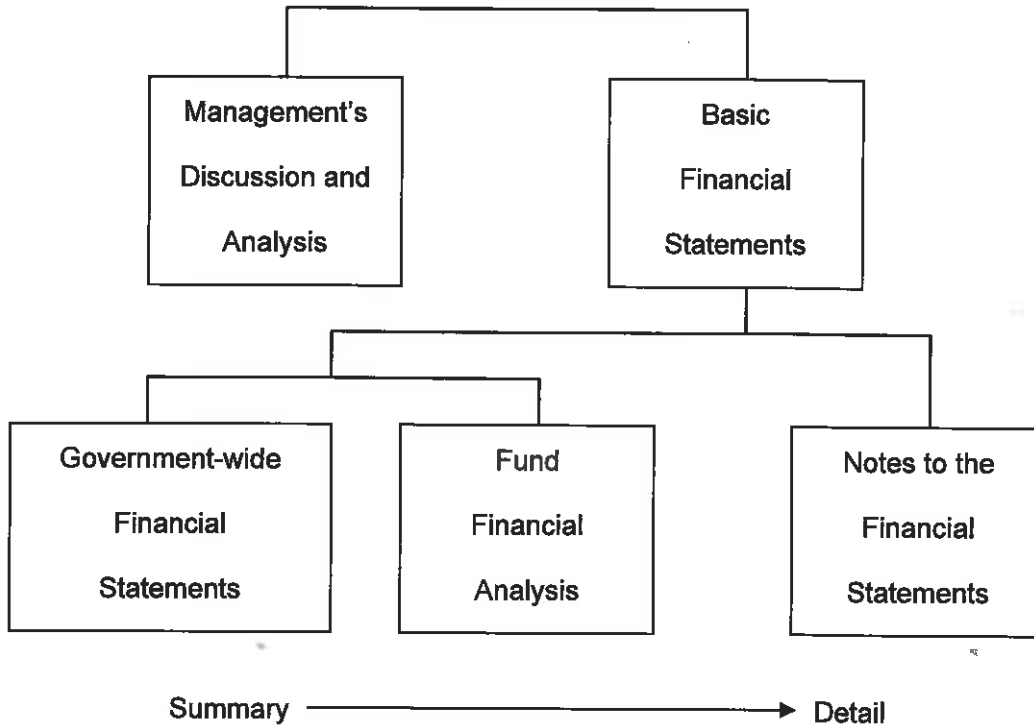 Management's
Discussion and
Analysis
Basic
Financial
Statements
Government-wide
Financial
Statements
Fund
Financial
Analysis
Notes to the
Financial
Statements
Summary
Detail